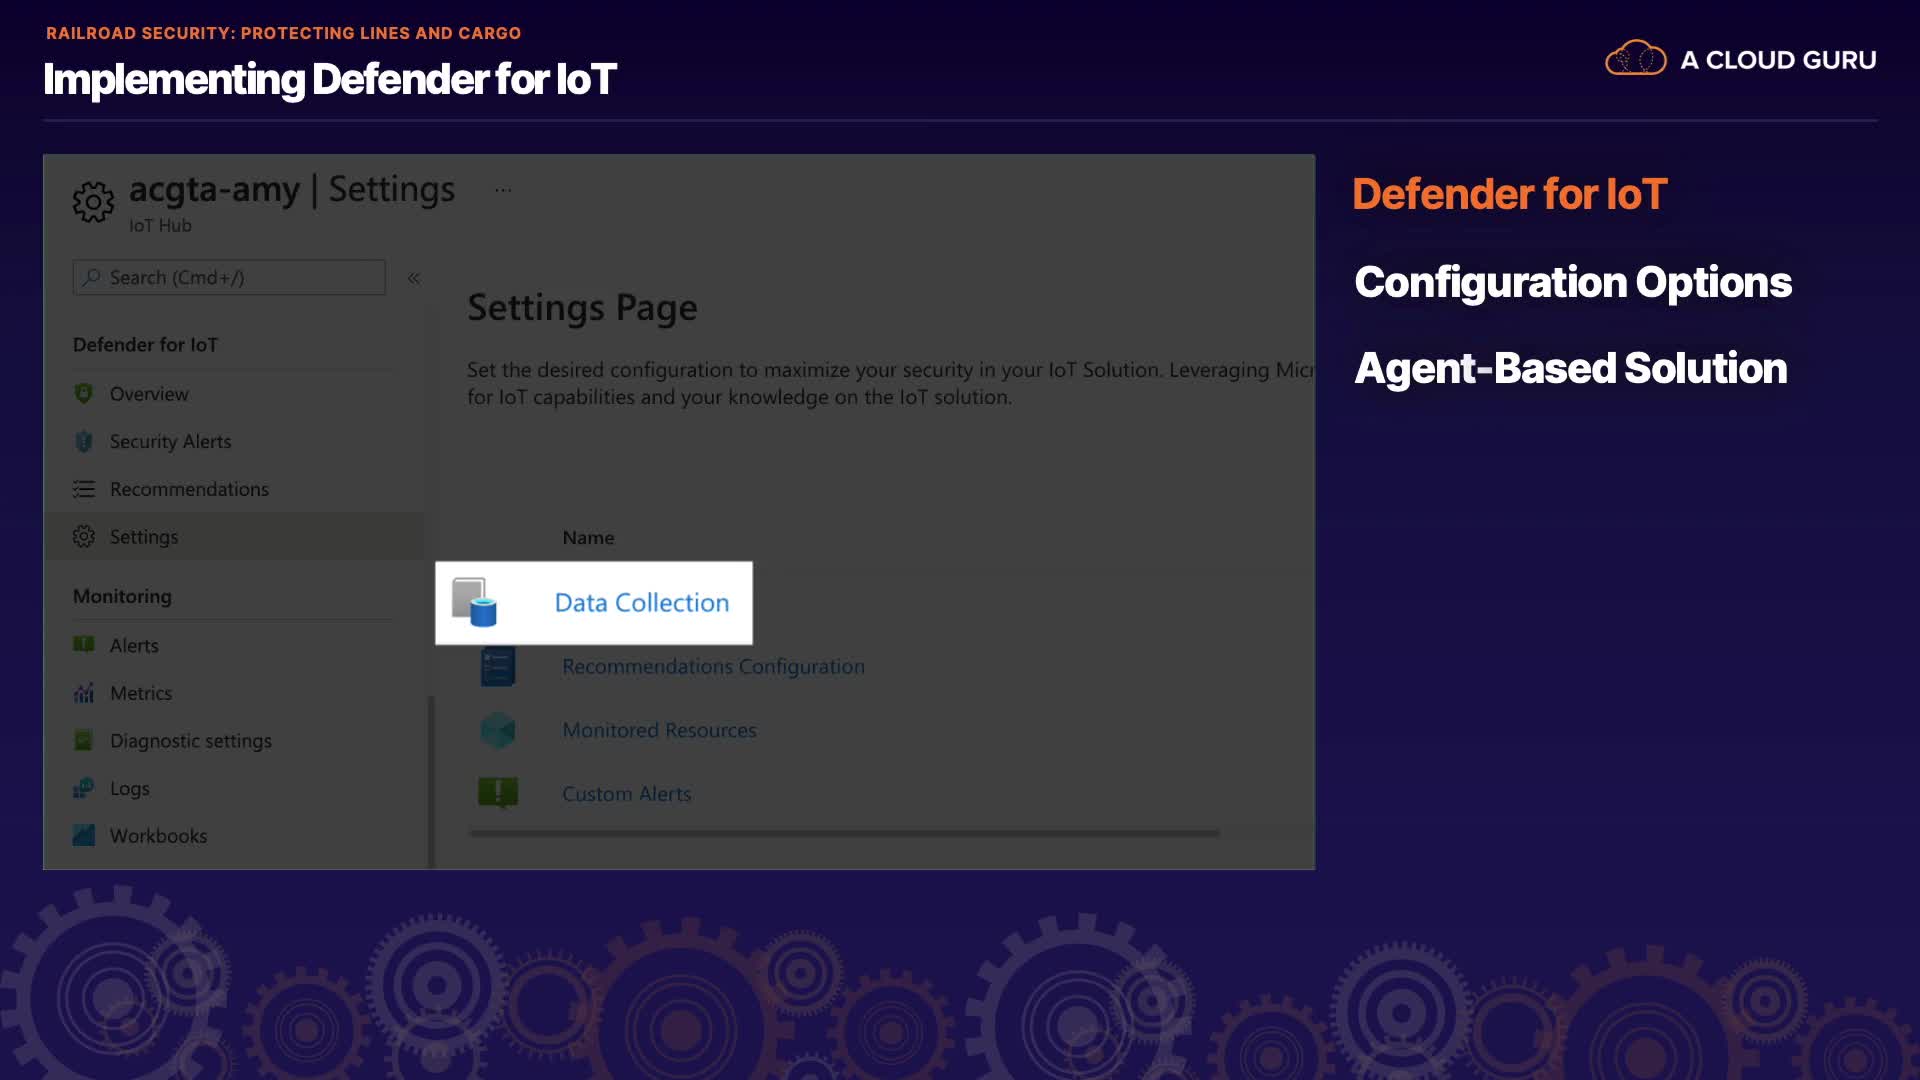 RAILROAD SECURITY: PROTECTING LINES AND CARGO
Implementing Defender for IoT
A CLOUD GURU
acgta-amy | Settings ...
IoT Hub
Search (Cmd+/)
«
Defender for IoT
Overview
Security Alerts
Recommendations
Settings
Monitoring
Alerts
Metrics
Diagnostic settings
Logs
Workbooks
Settings Page
Set the desired configuration to maximize your security in your IoT Solution. Leveraging Micr
for IoT capabilities and your knowledge on the IoT solution.
Name
Data Collection
Recommendations Configuration
Monitored Resources
Custom Alerts
Defender for IoT
Configuration Options
Agent-Based Solution